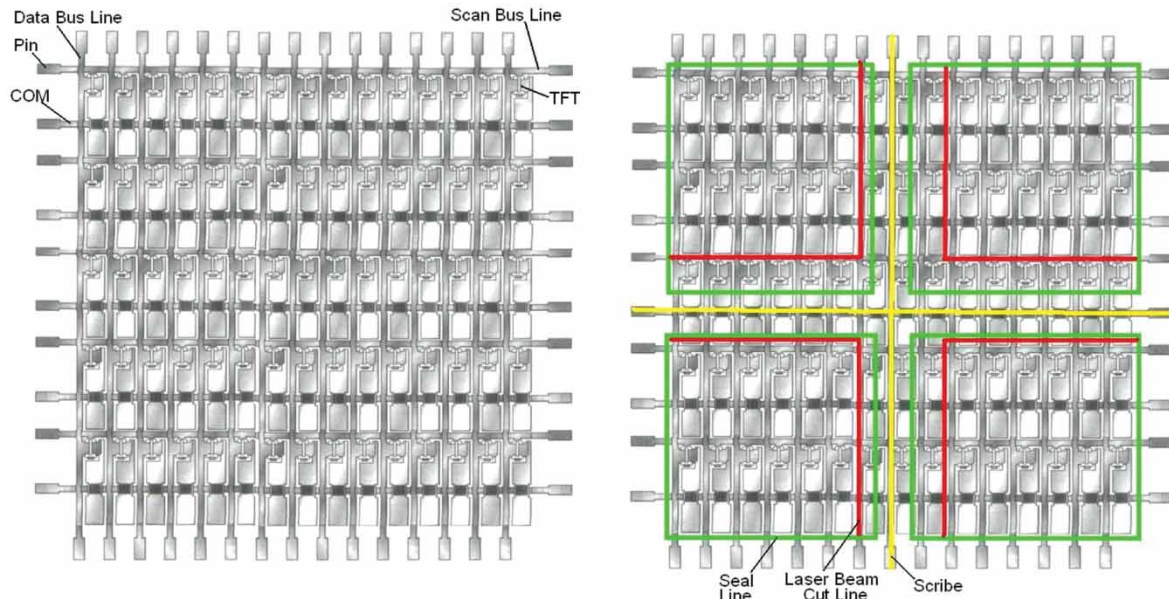 Data Bus Line
Scan Bus Line
Pin
COM
TFT
Seal
Line
Laser Beam
Cut Line
Scribe